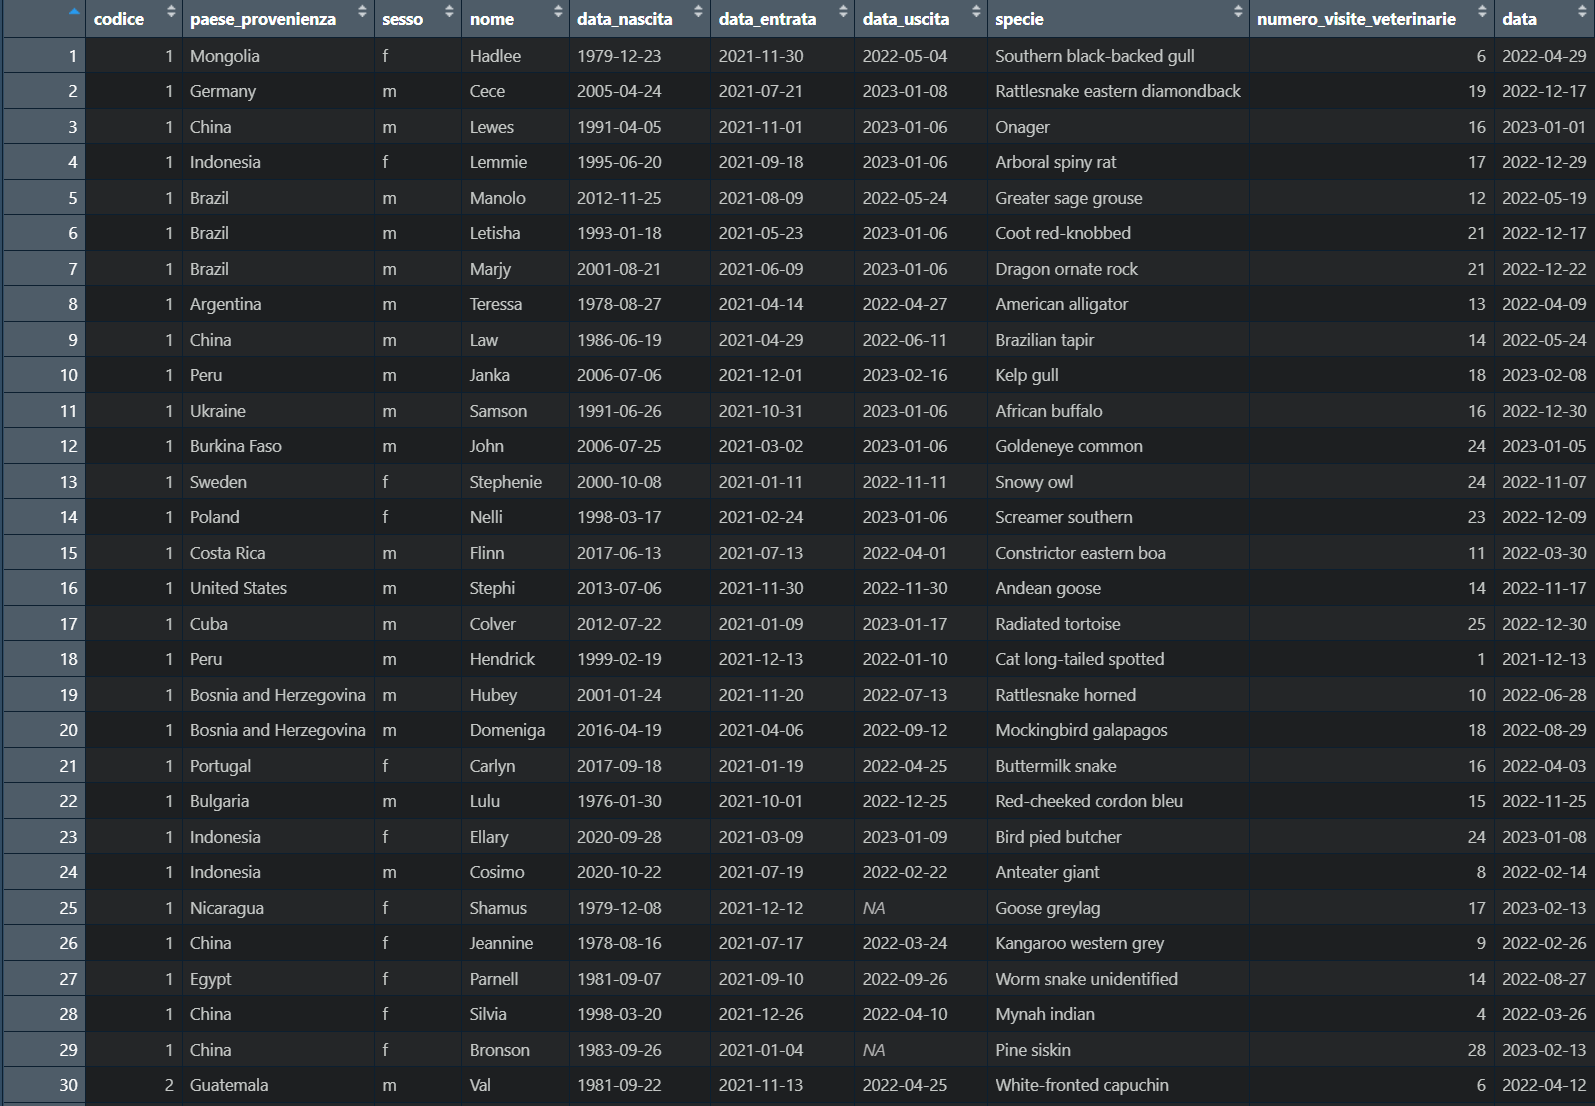 codice paese_provenienza sesso nome data_nascita data_entrata data_uscita specie numero_visite_veterinarie data
1 1 Mongolia f Hadlee 1979-12-23 2021-11-30 2022-05-04 Southern black-backed gull 6 2022-04-29
2 1 Germany m Cece 2005-04-24 2021-07-21 2023-01-08 Rattlesnake eastern diamondback 19 2022-12-17
3 1 China m Lewes 1991-04-05 2021-11-01 2023-01-06 Onager 16 2023-01-01
4 1 Indonesia f Lemmie 1995-06-20 2021-09-18 2023-01-06 Arboral spiny rat 17 2022-12-29
5 1 Brazil m Manolo 2012-11-25 2021-08-09 2022-05-24 Greater sage grouse 12 2022-05-19
6 1 Brazil m Letisha 1993-01-18 2021-05-23 2023-01-06 Coot red-knobbed 21 2022-12-17
7 1 Brazil m Marjy 2001-08-21 2021-06-09 2023-01-06 Dragon ornate rock 21 2022-12-22
8 1 Argentina m Teressa 1978-08-27 2021-04-14 2022-04-27 American alligator 13 2022-04-09
9 1 China m Law 1986-06-19 2021-04-29 2022-06-11 Brazilian tapir 14 2022-05-24
10 1 Peru m Janka 2006-07-06 2021-12-01 2023-02-16 Kelp gull 18 2023-02-08
11 1 Ukraine m Samson 1991-06-26 2021-10-31 2023-01-06 African buffalo 16 2022-12-30
12 1 Burkina Faso m John 2006-07-25 2021-03-02 2023-01-06 Goldeneye common 24 2023-01-05
13 1 Sweden f Stephenie 2000-10-08 2021-01-11 2022-11-11 Snowy owl 24 2022-11-07
14 1 Poland f Nelli 1998-03-17 2021-02-24 2023-01-06 Screamer southern 23 2022-12-09
15 1 Costa Rica m Flinn 2017-06-13 2021-07-13 2022-04-01 Constrictor eastern boa 11 2022-03-30
16 1 United States m Stephi 2013-07-06 2021-11-30 2022-11-30 Andean goose 14 2022-11-17
17 1 Cuba m Colver 2012-07-22 2021-01-09 2023-01-17 Radiated tortoise 25 2022-12-30
18 1 Peru m Hendrick 1999-02-19 2021-12-13 2022-01-10 Cat long-tailed spotted 1 2021-12-13
19 1 Bosnia and Herzegovina m Hubey 2001-01-24 2021-11-20 2022-07-13 Rattlesnake horned 10 2022-06-28
20 1 Bosnia and Herzegovina m Domeniga 2016-04-19 2021-04-06 2022-09-12 Mockingbird galapagos 18 2022-08-29
21 1 Portugal f Carlyn 2017-09-18 2021-01-19 2022-04-25 Buttermilk snake 16 2022-04-03
22 1 Bulgaria m Lulu 1976-01-30 2021-10-01 2022-12-25 Red-cheeked cordon bleu 15 2022-11-25
23 1 Indonesia f Ellary 2020-09-28 2021-03-09 2023-01-09 Bird pied butcher 24 2023-01-08
24 1 Indonesia m Cosimo 2020-10-22 2021-07-19 2022-02-22 Anteater giant 8 2022-02-14
25 1 Nicaragua f Shamus 1979-12-08 2021-12-12 NA Goose greylag 17 2023-02-13
26 1 China f Jeannine 1978-08-16 2021-07-17 2022-03-24 Kangaroo western grey 9 2022-02-26
27 1 Egypt f Parnell 1981-09-07 2021-09-10 2022-09-26 Worm snake unidentified 14 2022-08-27
28 1 China f Silvia 1998-03-20 2021-12-26 2022-04-10 Mynah indian 4 2022-03-26
29 1 China f Bronson 1983-09-26 2021-01-04 NA Pine siskin 28 2023-02-13
30 2 Guatemala m Val 1981-09-22 2021-11-13 2022-04-25 White-fronted capuchin 6 2022-04-12